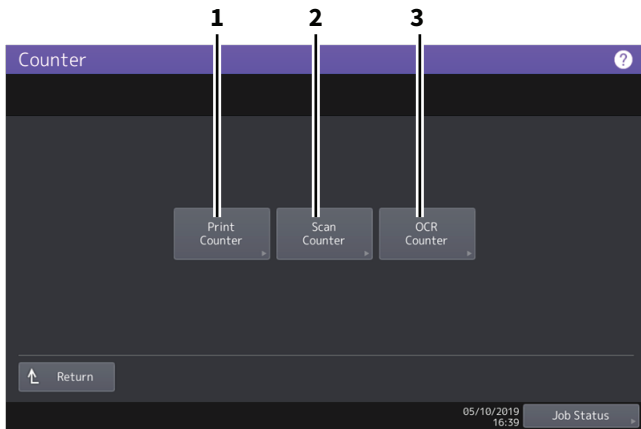 1 2 3
Counter ?
Print Scan OCR
Counter Counter Counter
Return
05/10/2019
16:39
Job Status